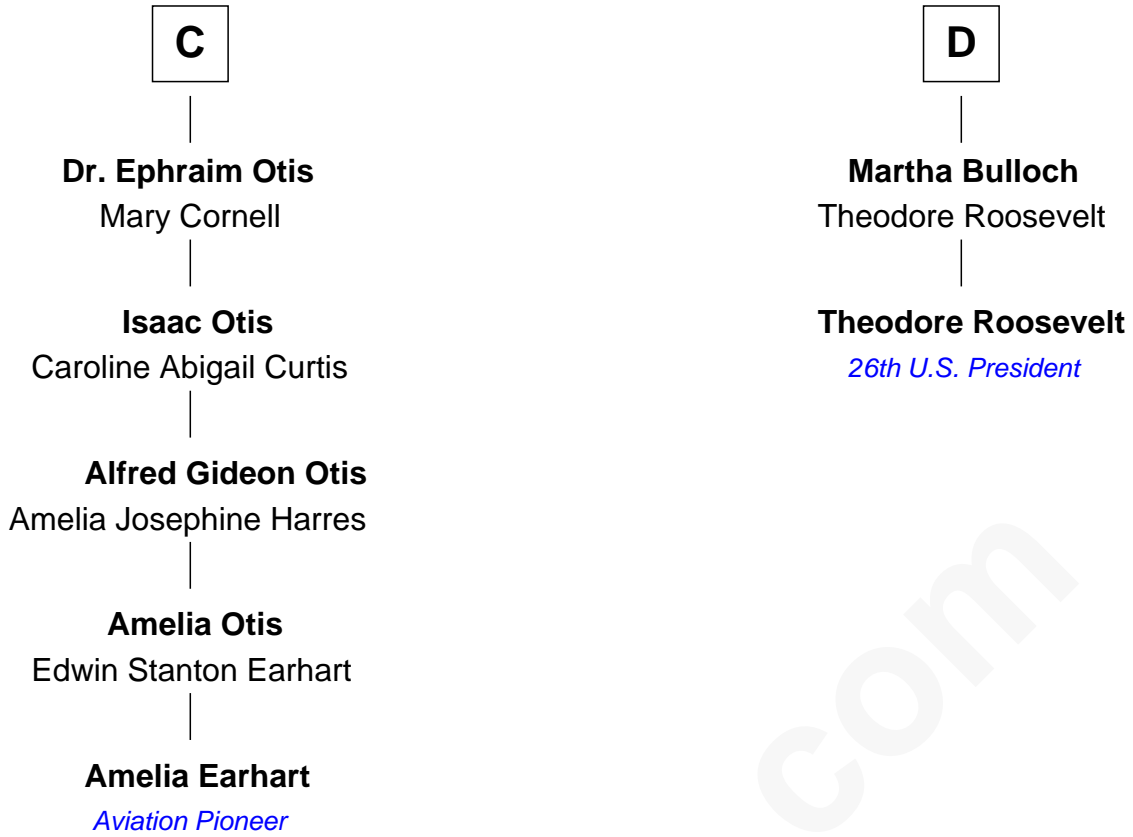 C
Dr. Ephraim Otis
Mary Cornell
Isaac Otis
Caroline Abigail Curtis
Alfred Gideon Otis
Amelia Josephine Harres
Amelia Otis
Edwin Stanton Earhart
Amelia Earhart
Aviation Pioneer
D
Martha Bulloch
Theodore Roosevelt
Theodore Roosevelt
26th U.S. President
com